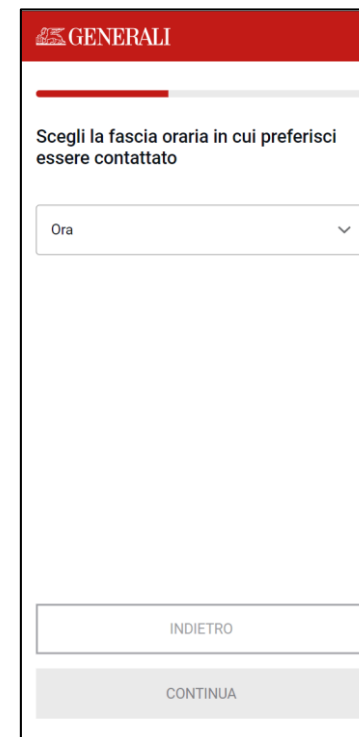 GENERALI
Scegli la fascia oraria in cui preferisci
essere contattato
Ora
INDIETRO
CONTINUA